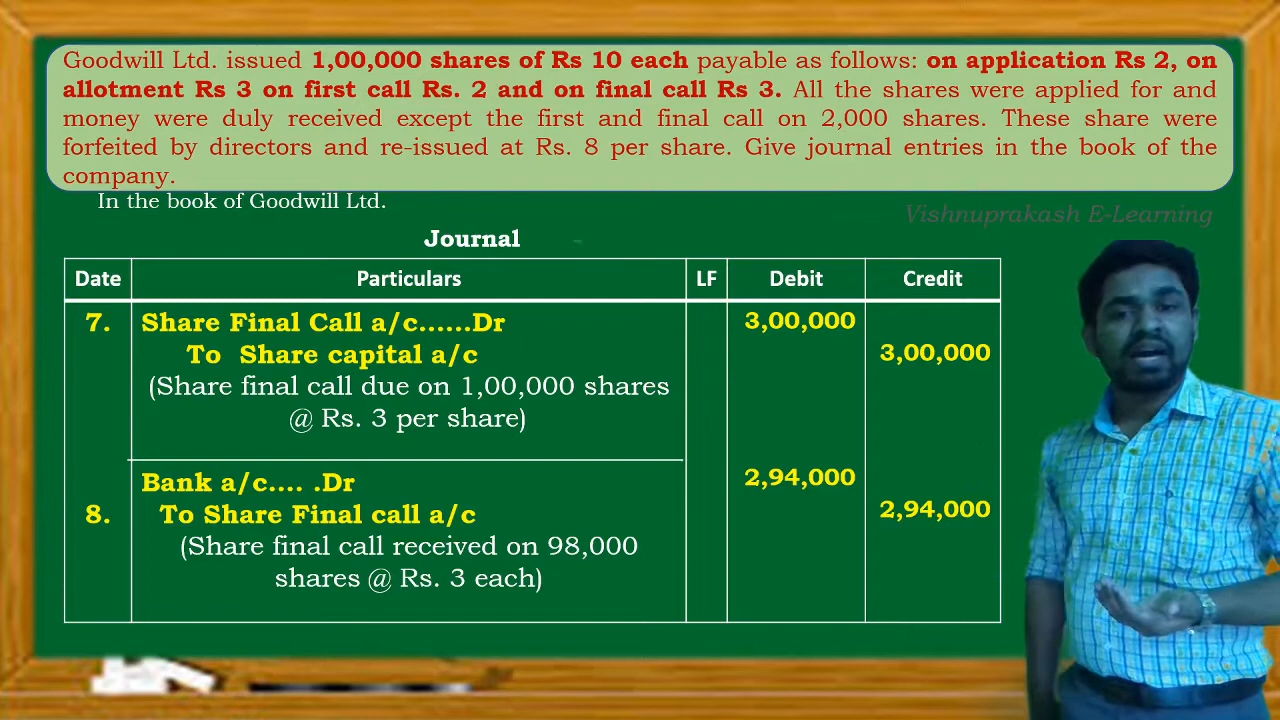 Goodwill Ltd. issued 1,00,000 shares of Rs 10 each payable as follows: on application Rs 2, on
allotment Rs 3 on first call Rs. 2 and on final call Rs 3. All the shares were applied for and
money were duly received except the first and final call on 2,000 shares. These share were
forfeited by directors and re-issued at Rs. 8 per share. Give journal entries in the book of the
company.
In the book of Goodwill Ltd.
Vishnuprakash E-Learning
Journal
Date Particulars LF Debit Credit
7. Share Final Call a/c......Dr 3,00,000
To Share capital a/c 3,00,000
(Share final call due on 1,00,000 shares
@ Rs. 3 per share)
Bank a/c.... .Dr 2,94,000
8. To Share Final call a/c 2,94,000
(Share final call received on 98,000
shares @ Rs. 3 each)